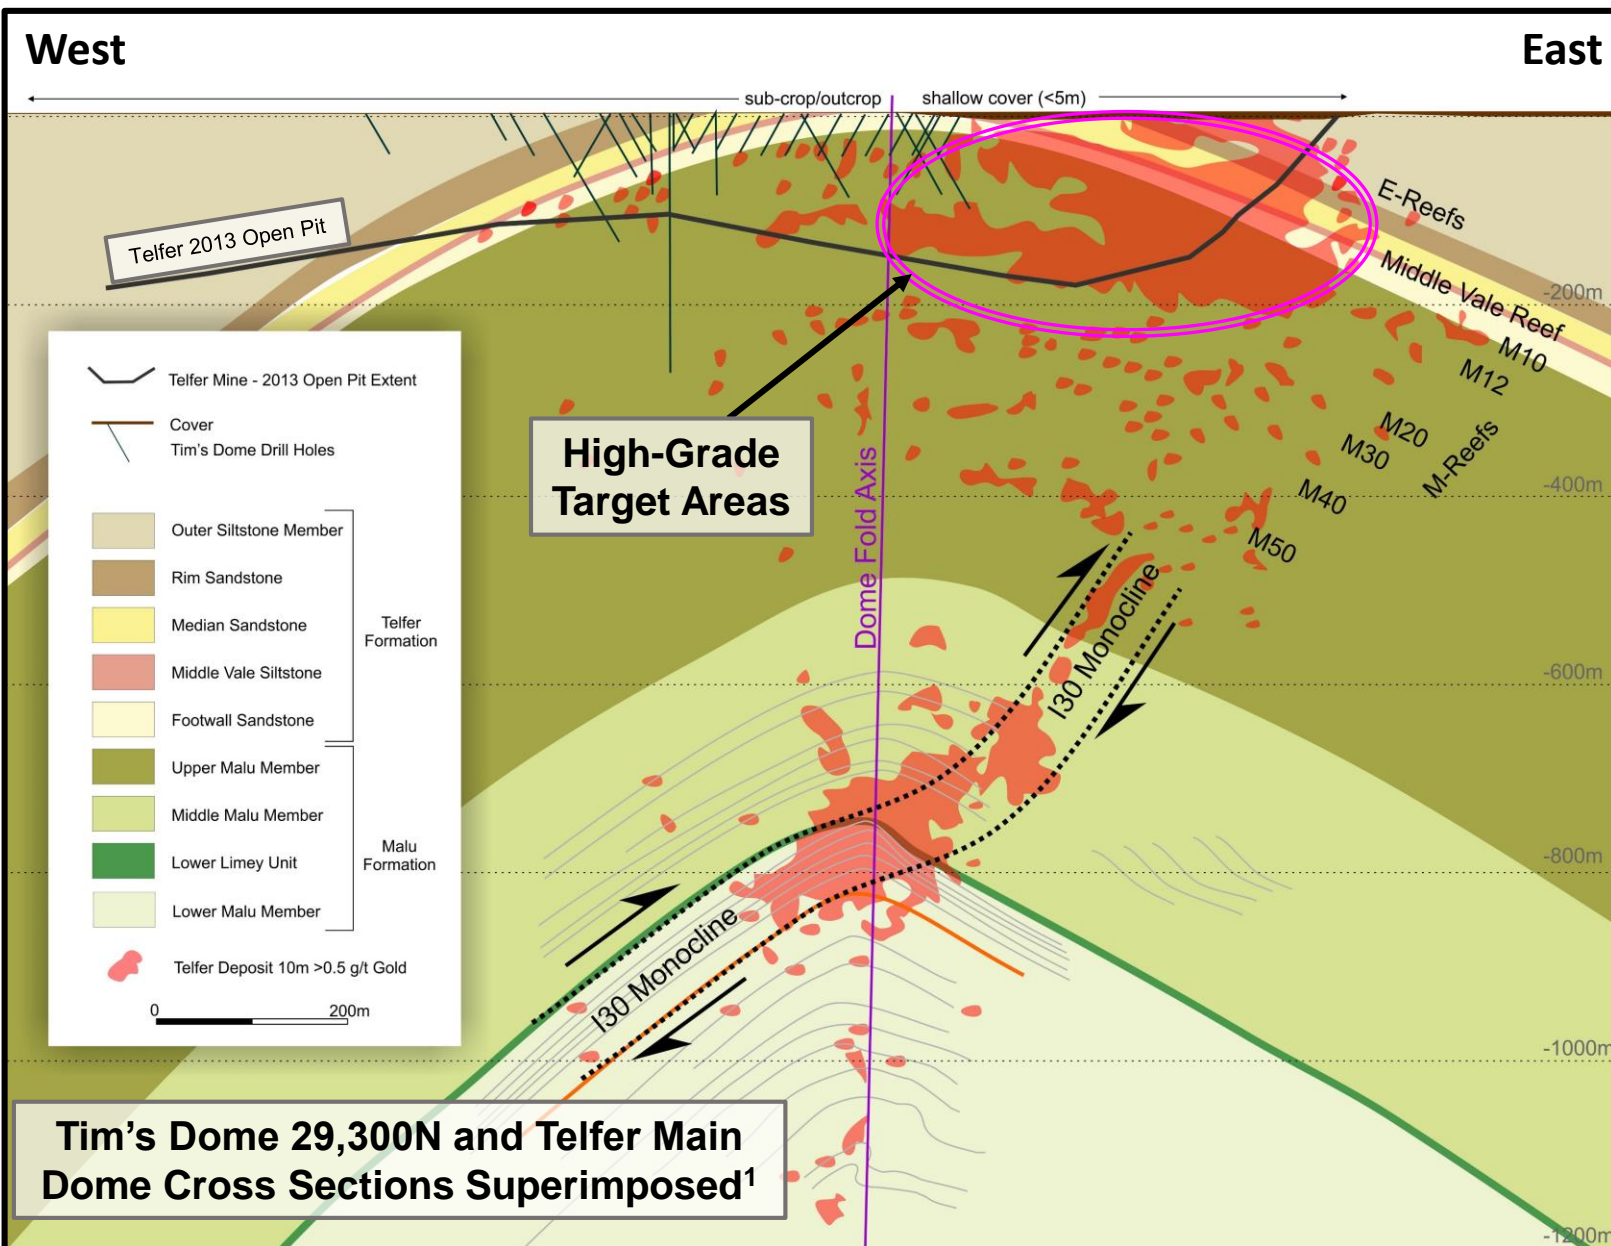 West
East
sub-crop/outcrop
shallow cover (<5m)
Telfer 2013 Open Pit
E-Reefs
Middle Vale Reef
-200m
M10
M12
M20
M30
M-Reefs
M40
-400m
M50
High-Grade
Target Areas
Dome Fold Axis
I30 Monocline
-600m
-800m
I30 Monocline
-1000m
-1200m
Telfer Mine - 2013 Open Pit Extent
Cover
Tim's Dome Drill Holes
Outer Siltstone Member
Rim Sandstone
Median Sandstone
Middle Vale Siltstone
Footwall Sandstone
Telfer
Formation
Upper Malu Member
Middle Malu Member
Lower Limey Unit
Lower Malu Member
Malu
Formation
Telfer Deposit 10m >0.5 g/t Gold
0 200m
Tim's Dome 29,300N and Telfer Main
Dome Cross Sections Superimposed¹